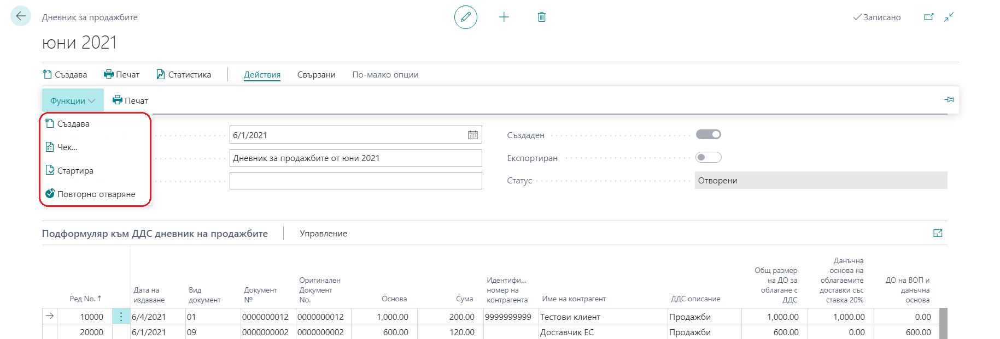 Дневник за продажбите
Записано
юни 2021
Създава Печат Статистика Действия Свързани По-малко опции
Функции Печат
Създава
Чек...
Стартира
Повторно отваряне
6/1/2021
Дневник за продажбите от юни 2021
Създаден
Експортиран
Статус Отворени
Подформуляр към ДДС дневник на продажбите Управление
Ред No. ↑
Дата на
издаване
Вид
документ
Документ
№
Оригинален
Документ
No.
Основа
Сума
Идентифи...
номер на
контрагента
Име на контрагент
ДДС описание
Общ размер
на ДО за
облагане с
ДДС
Данъчна
основа на
облагаемите
доставки със
ставка 20%
ДО на ВОП и
данъчна
основа
→ 10000 6/4/2021 01 0000000012 0000000012 1,000.00 200.00 9999999999 Тестови клиент Продажби 1,000.00 1,000.00 0.00
20000 6/1/2021 09 0000000002 0000000002 600.00 120.00 Доставчик ЕС Продажби 600.00 0.00 600.00